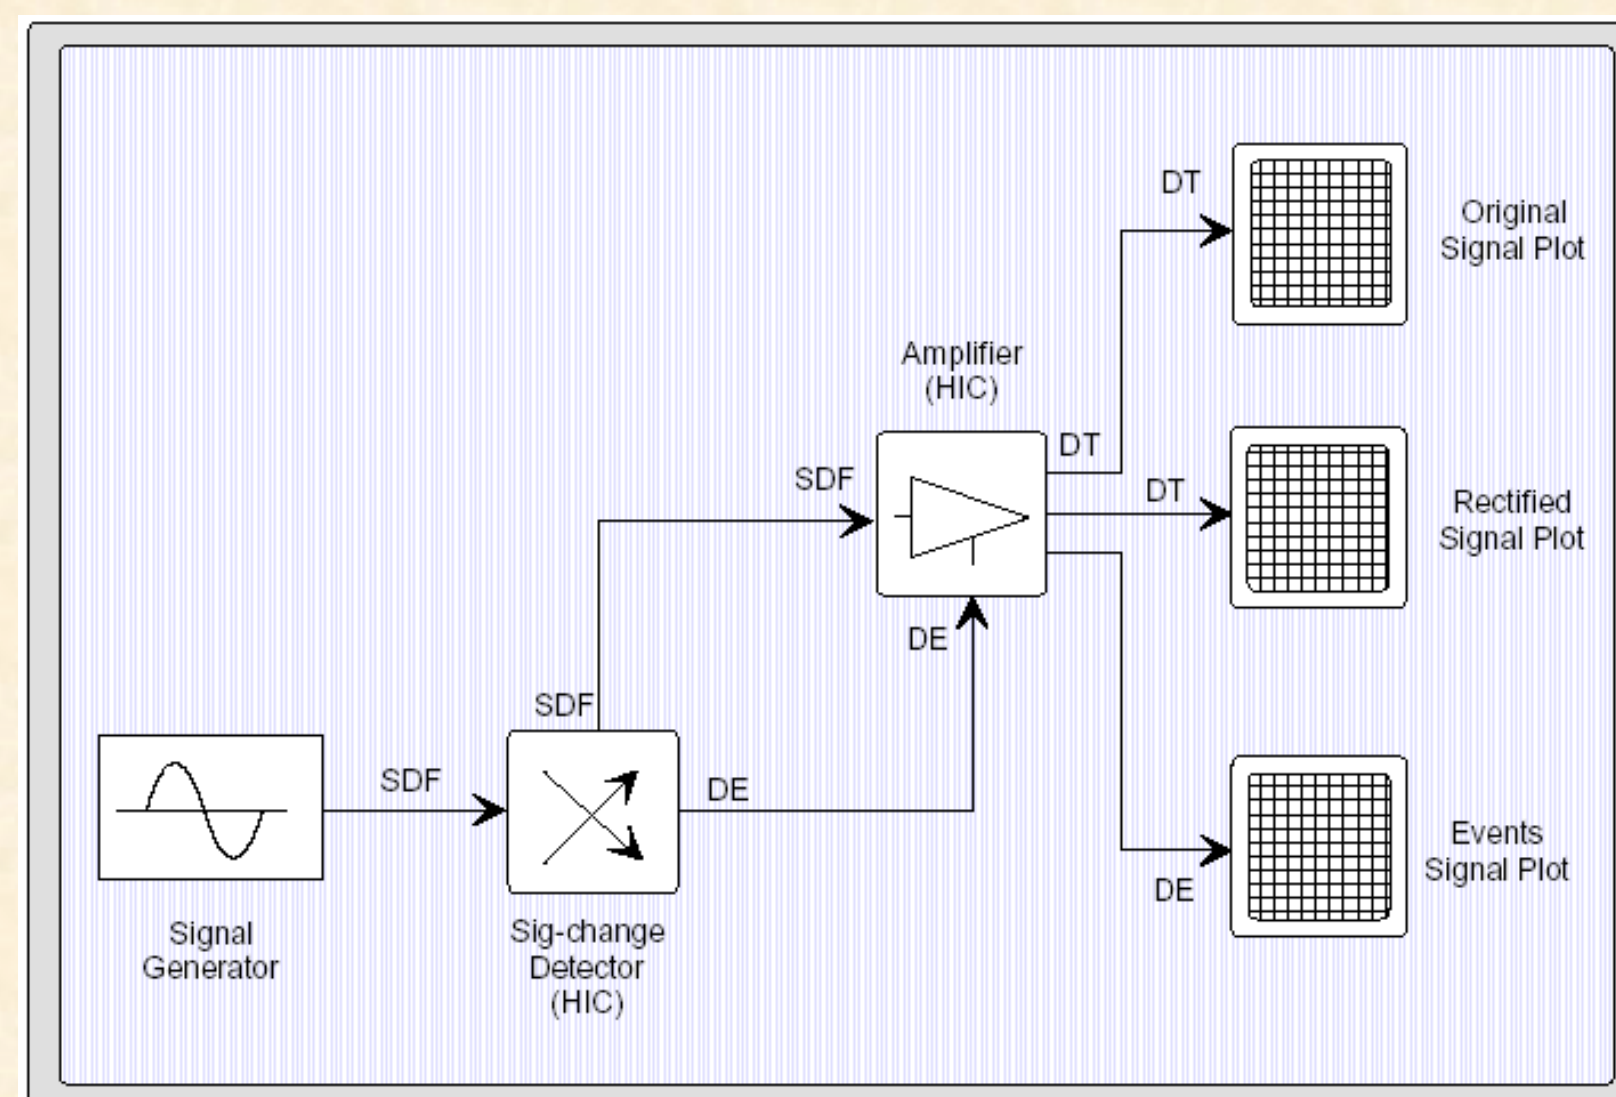 DT
Original
Signal Plot
Amplifier
(HIC)
DT
SDF
DT
Rectified
Signal Plot
DE
SDF
SDF
DE
Events
Signal Plot
DE
Signal
Generator
Sig-change
Detector
(HIC)